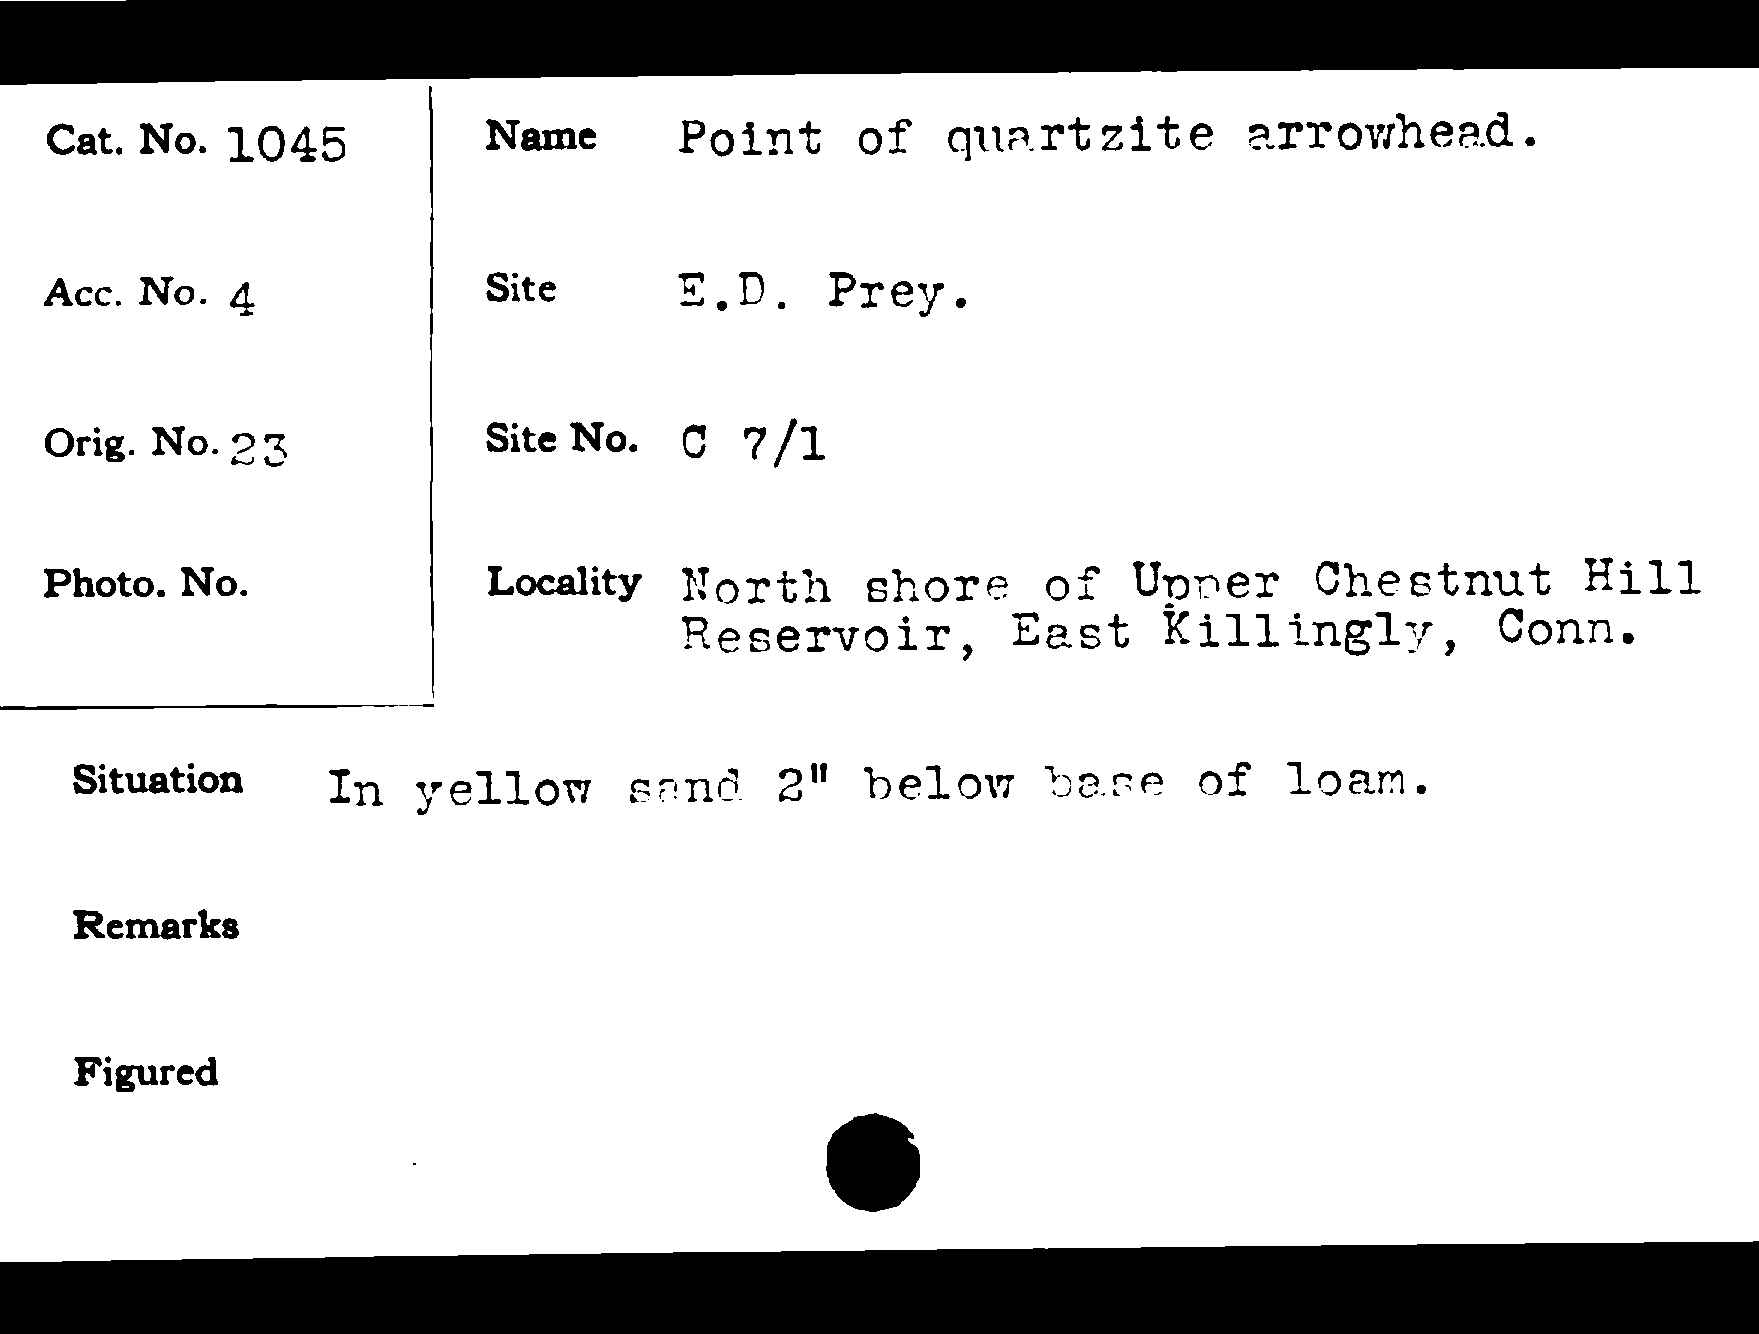 Cat. No. 1045
Name Point of quartzite arrowhead.
Acc. No. 4
Site E.D. Prey.
Orig. No. 23
Site No. C 7/1
Photo. No.
Locality North shore of Upper Chestnut Hill
Reservoir, East Killingly, Conn.
Situation In yellow sand 2" below base of loam.
Remarks
Figured